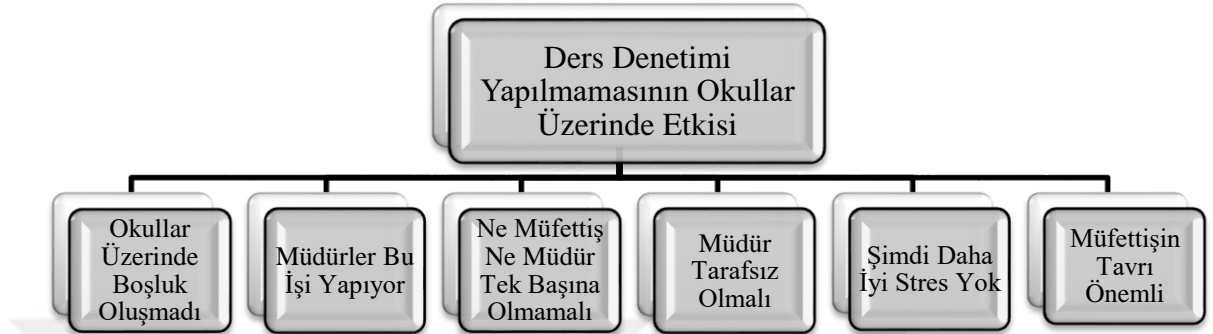 Ders Denetimi
Yapılmamasının Okullar
Üzerinde Etkisi
Okullar
Üzerinde
Boşluk
Oluşmadı
Müdürler Bu
İşi Yapıyor
Ne Müfettiş
Ne Müdür
Tek Başına
Olmamalı
Müdür
Tarafsız
Olmalı
Şimdi Daha
İyi Stres Yok
Müfettişin
Tavrı
Önemli